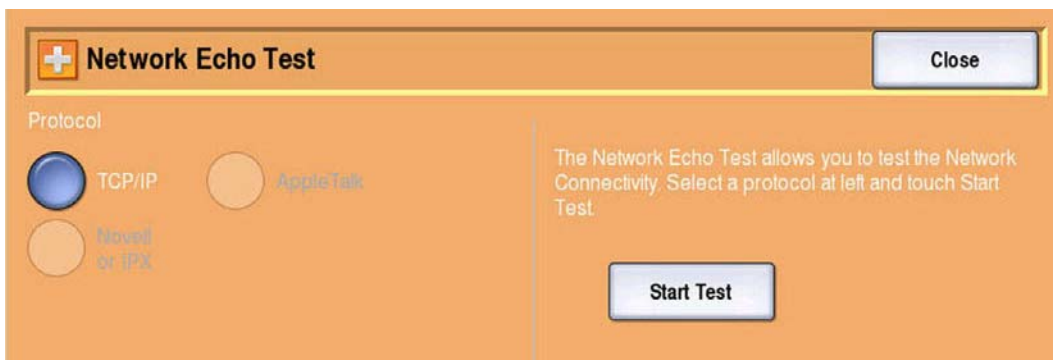 Network Echo Test
Close
Protocol
TCP/IP
AppleTalk
Novell
or IPX
The Network Echo Test allows you to test the Network
Connectivity. Select a protocol at left and touch Start
Test.
Start Test